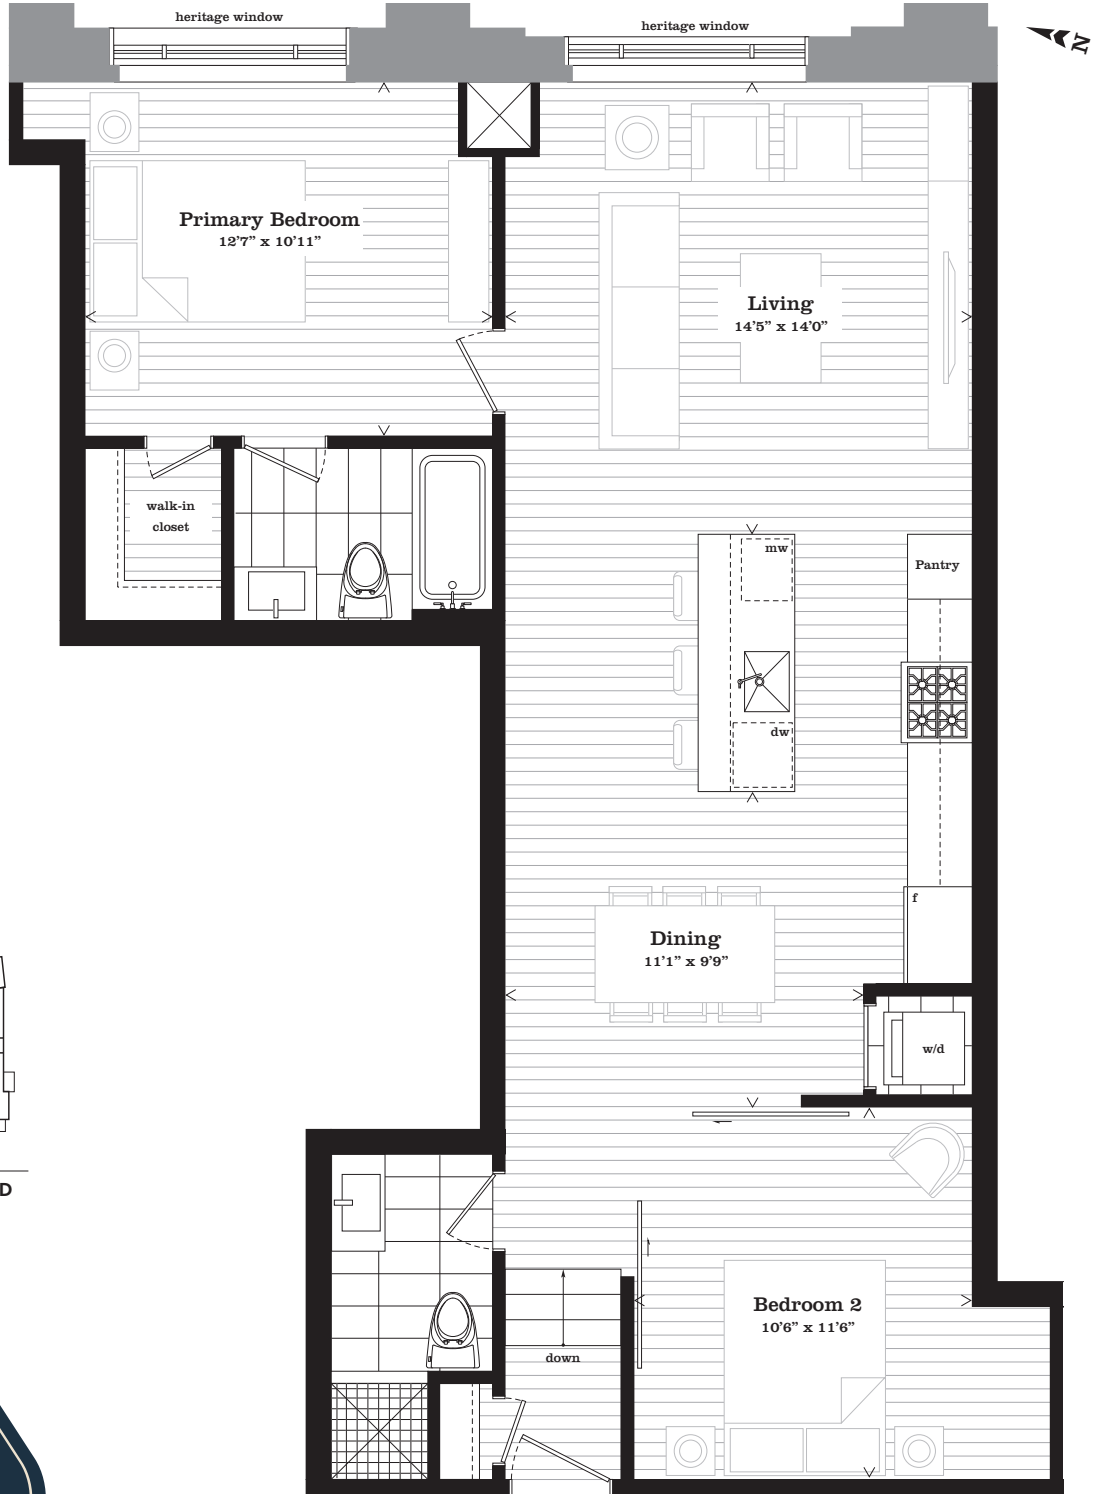 heritage window
heritage window
N
Primary Bedroom
12'7” x 10'11”
Living
14'5” x 14'0”
walk-in
closet
mw
Pantry
dw
f
Dining
11'1” x 9'9”
w/d
D
Bedroom 2
10'6” x 11'6”
down